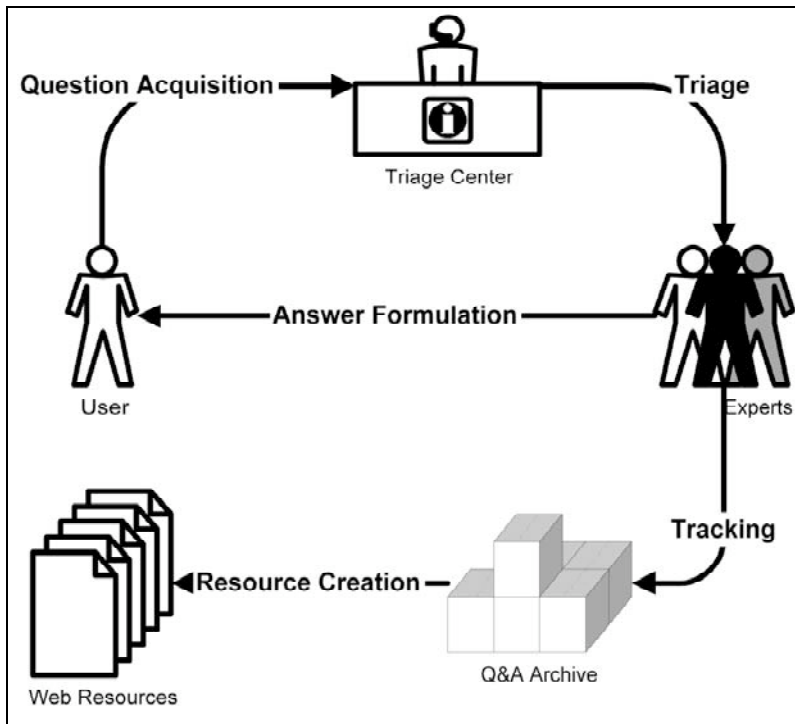 Question Acquisition
Triage
Triage Center
Answer Formulation
User
Experts
Tracking
Resource Creation
Q&A Archive
Web Resources